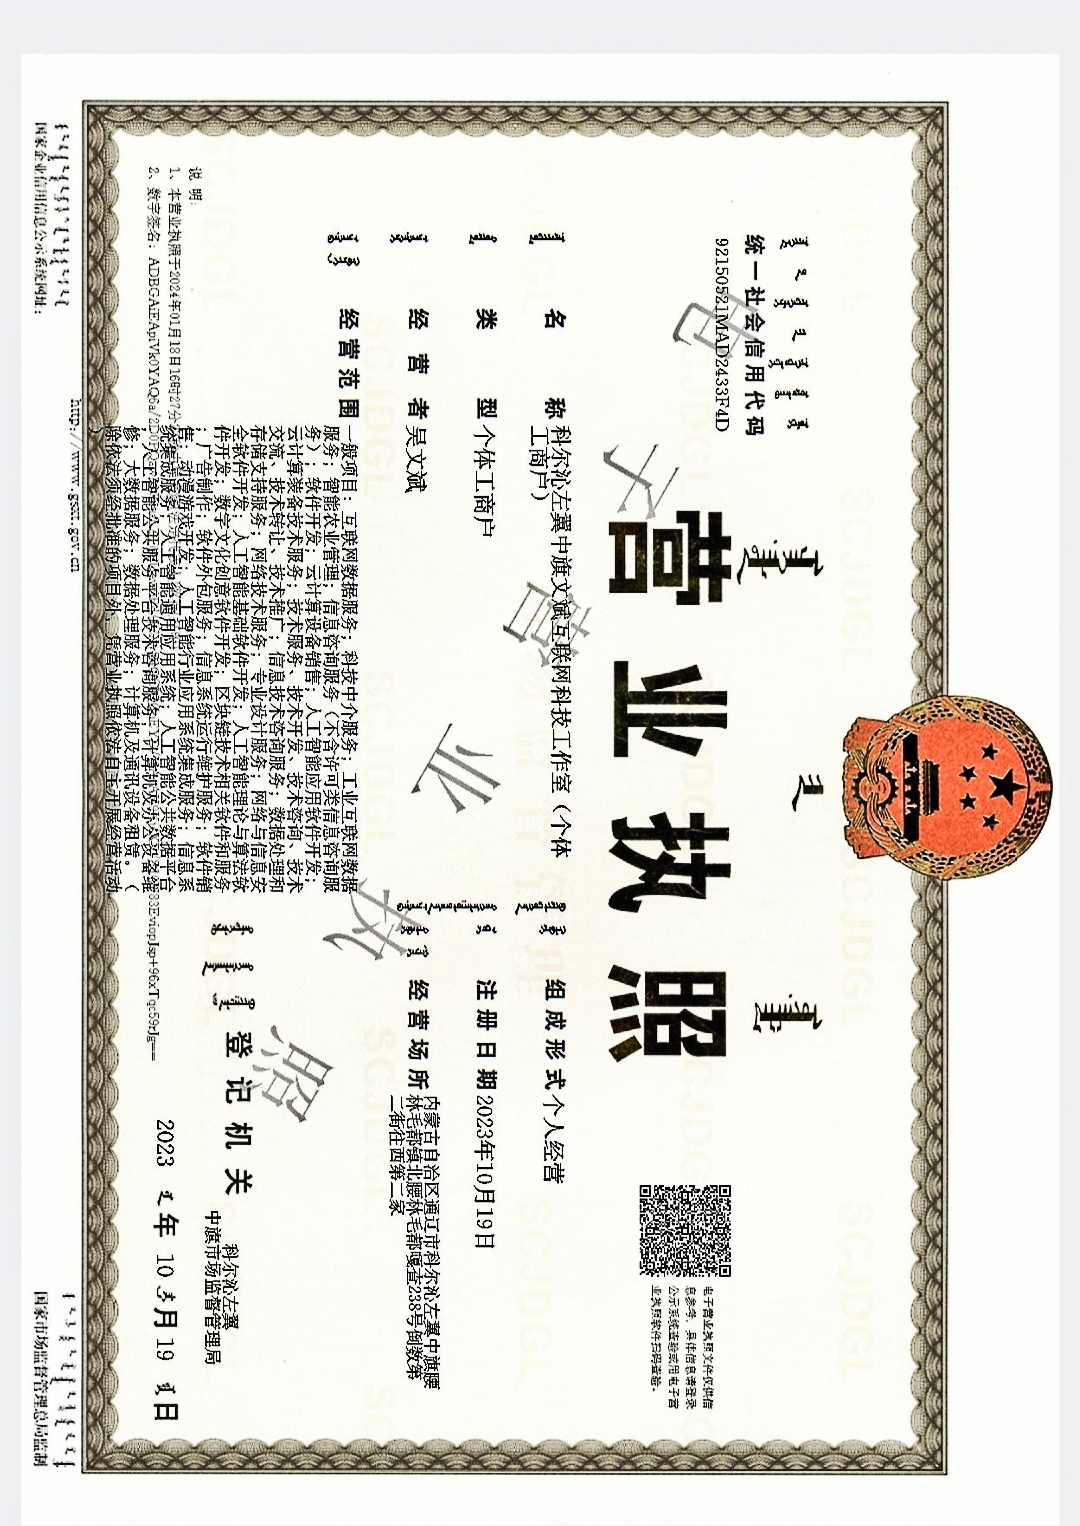 统一社会信用代码
92150521MAD2433F4D
营业执照
电子营业执照文件仅供信
息参考，具体信息请登录
公示系统查验或用电子营
业执照软件扫码查验。
名称 科尔沁左翼中旗文斌互联网科技工作室（个体
工商户）
类型 个体工商户
经营者 吴文斌
经营范围 一般项目：互联网数据服务；科技中介服务；工业互联网数据
服务；智能农业管理；信息咨询服务（不含许可类信息咨询服
务）；软件开发；云计算设备销售；人工智能应用软件开发；
云计算装备技术服务；技术服务、技术开发、技术咨询、技术
交流、技术转让、技术推广；信息技术咨询服务；数据处理和
存储支持服务；网络技术服务；专业设计服务；网络与信息安
全软件开发；人工智能基础软件开发；人工智能理论与算法软
件开发；数字文化创意软件开发；区块链技术相关软件和服务
；广告制作；软件外包服务；信息系统运行维护服务；软件销
售；动漫游戏开发；人工智能行业应用系统集成服务；信息系
统集成服务；人工智能通用应用系统；人工智能公共数据平台
；人工智能公共服务平台技术咨询服务；计算机及办公设备维
修；大数据服务；数据处理服务；计算机及通讯设备租赁。（
除依法须经批准的项目外，凭营业执照依法自主开展经营活动
）
组成形式 个人经营
注册日期 2023年10月19日
经营场所 内蒙古自治区通辽市科尔沁左翼中旗腰
林毛都镇北腰林毛都嘎查238号倒数第
二街往西第二家
登记机关 科尔沁左翼
中旗市场监督管理局
2023年10月19日
说明：
1、本营业执照于2024年01月18日16时27分
2、数字签名：ADBGAiEApiVk0YAQ6a/2D0F
83EviopJsp+96xTqc59rJg==
http://www.gsxt.gov.cn
国家企业信用信息公示系统网址：
国家市场监督管理总局监制
电子营业执照
SCJDGL